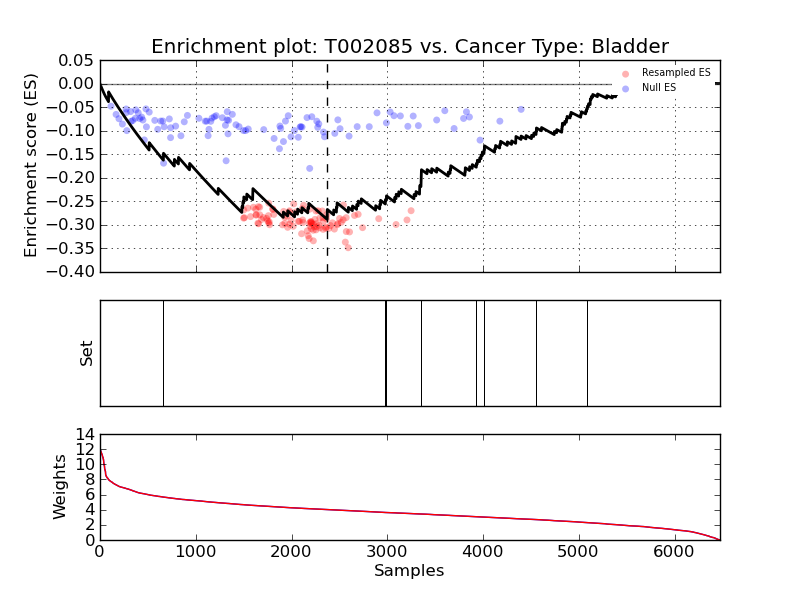 Enrichment plot: T002085 vs. Cancer Type: Bladder
Enrichment score (ES)
0.05
0.00
−0.05
−0.10
−0.15
−0.20
−0.25
−0.30
−0.35
−0.40
Resampled ES
Null ES
Set
Weights
14
12
10
8
6
4
2
0
0 1000 2000 3000 4000 5000 6000
Samples